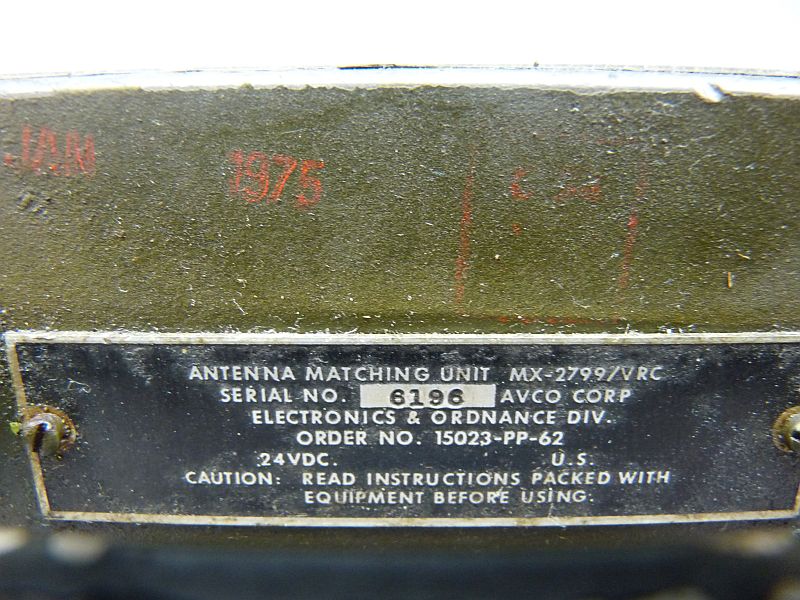 JAN 1975
ANTENNA MATCHING UNIT MX-2799/VRC
SERIAL NO. 6196 AVCO CORP
ELECTRONICS & ORDNANCE DIV.
ORDER NO. 15023-PP-62
24VDC. U.S.
CAUTION: READ INSTRUCTIONS PACKED WITH
EQUIPMENT BEFORE USING.